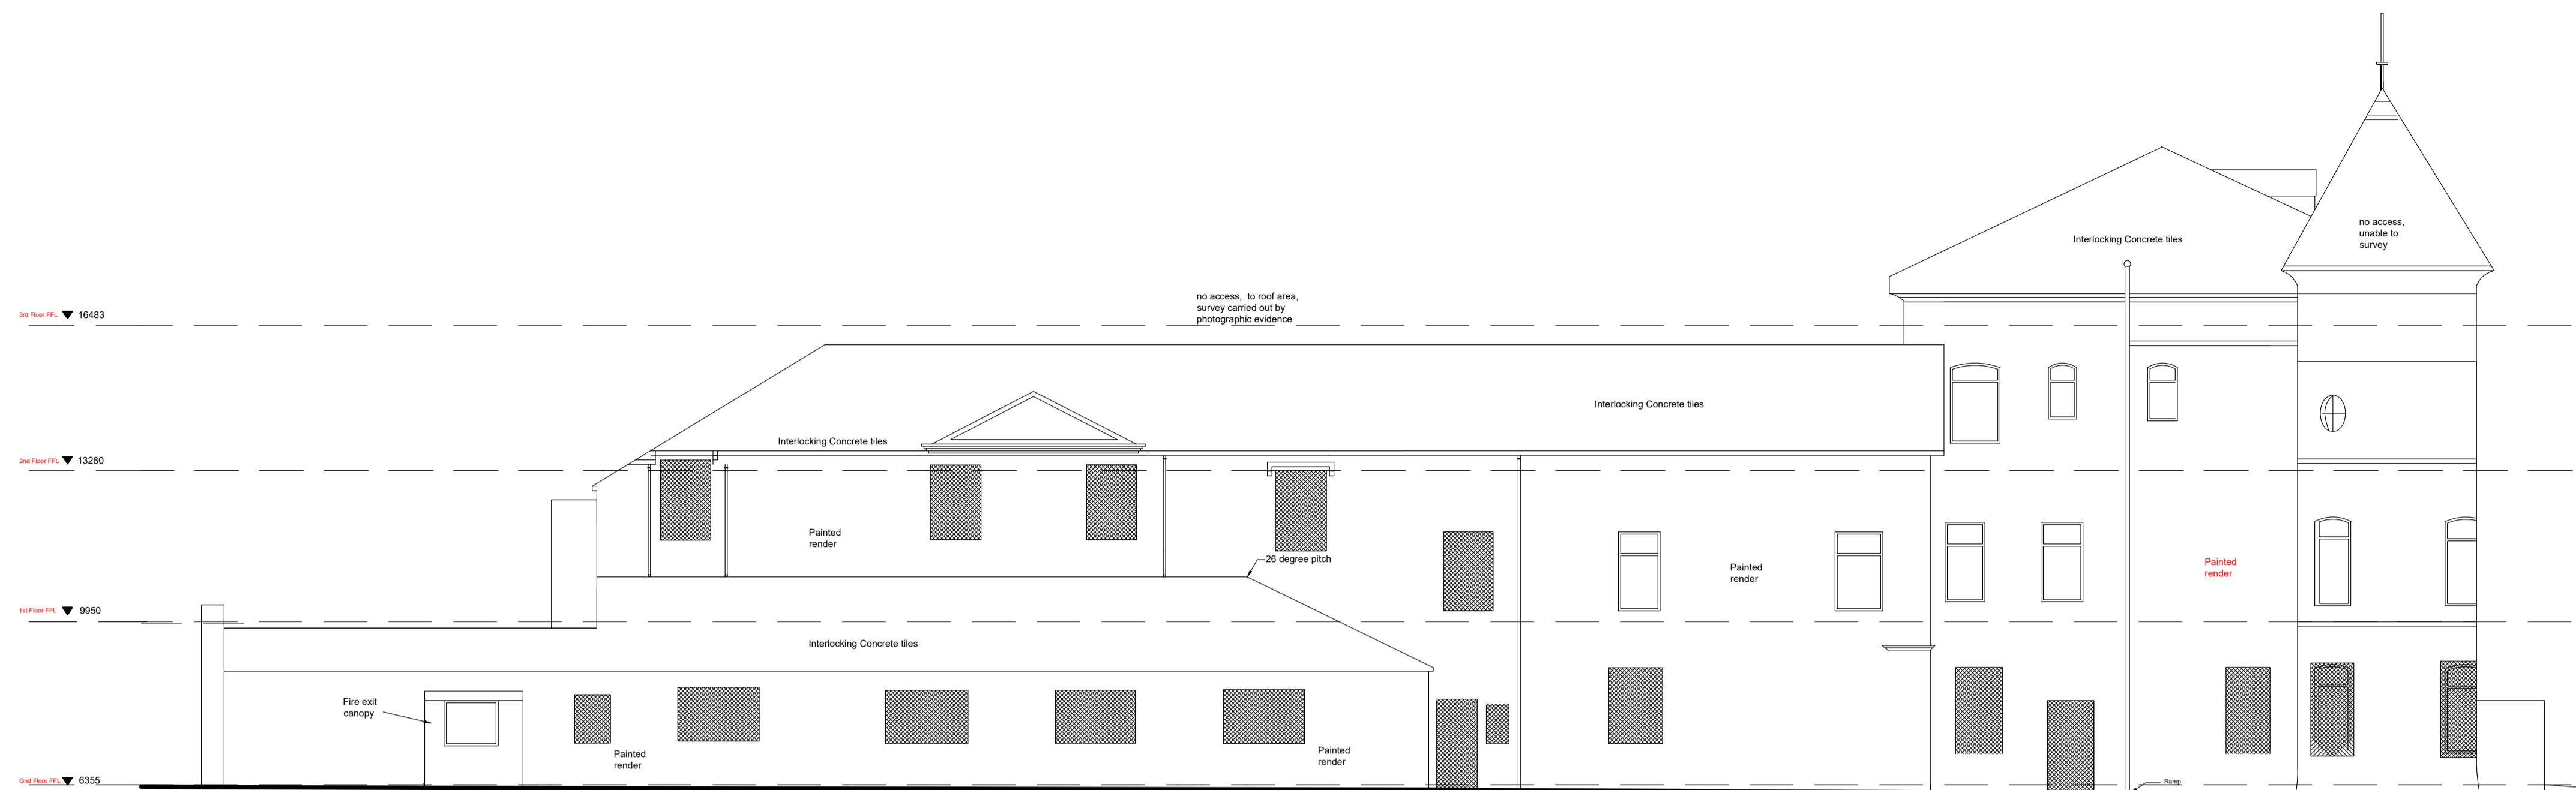 no access,
unable to
survey
Interlocking Concrete tiles
no access,  to roof area,
survey carried out by
photographic evidence
3rd Floor FFL 16483
Interlocking Concrete tiles
Interlocking Concrete tiles
2nd Floor FFL 13280
Painted
render
26 degree pitch
Painted
render
Painted
render
1st Floor FFL 9950
Interlocking Concrete tiles
Fire exit
canopy
Painted
render
Painted
render
Gnd Floor FFL 6355
Ramp